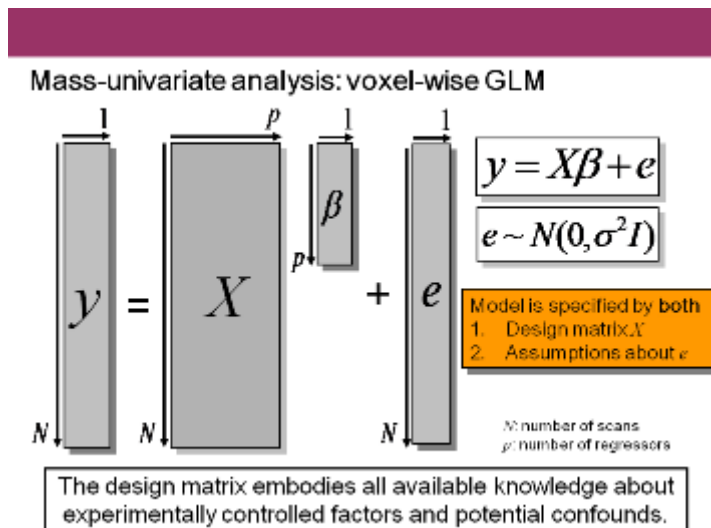 Mass-univariate analysis: voxel-wise GLM
1 p 1 1
y = Xβ + e
e ~ N(0, σ²I)
β
p
y = X + e
Model is specified by both
1. Design matrix X
2. Assumptions about e
N N N
N: number of scans
p: number of regressors
The design matrix embodies all available knowledge about
experimentally controlled factors and potential confounds.